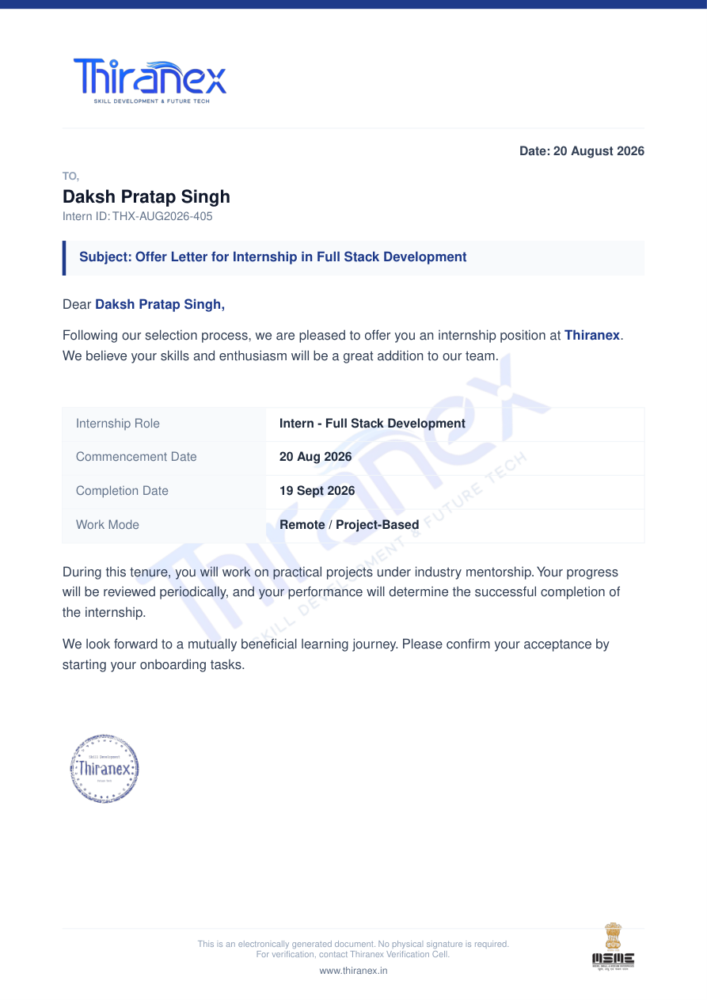 Thiranex
SKILL DEVELOPMENT & FUTURE TECH
Date: 20 August 2026
TO,
Daksh Pratap Singh
Intern ID: THX-AUG2026-405
Subject: Offer Letter for Internship in Full Stack Development
Dear Daksh Pratap Singh,
Following our selection process, we are pleased to offer you an internship position at Thiranex.
We believe your skills and enthusiasm will be a great addition to our team.
Internship Role Intern - Full Stack Development
Commencement Date 20 Aug 2026
Completion Date 19 Sept 2026
Work Mode Remote / Project-Based
Thiranex
SKILL DEVELOPMENT & FUTURE TECH
During this tenure, you will work on practical projects under industry mentorship. Your progress
will be reviewed periodically, and your performance will determine the successful completion of
the internship.
We look forward to a mutually beneficial learning journey. Please confirm your acceptance by
starting your onboarding tasks.
Skill Development
Thiranex
This is an electronically generated document. No physical signature is required.
For verification, contact Thiranex Verification Cell.
www.thiranex.in
MSME